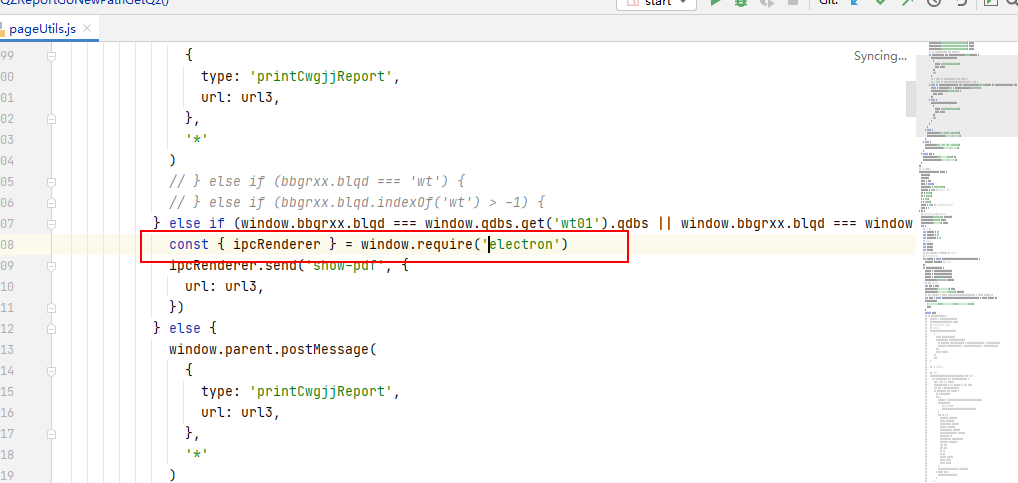 QZReportGUNewPathGetQZ()
start
Git:
pageUtils.js
Syncing...
99 {
00 type: 'printCwgjjReport',
01 url: url3,
02 },
03 '*'
04 )
05 // } else if (bbgrxx.blqd === 'wt') {
06 // } else if (bbgrxx.blqd.indexOf('wt') > -1) {
07 } else if (window.bbgrxx.blqd === window.qdbs.get('wt01').qdbs || window.bbgrxx.blqd === window
08 const { ipcRenderer } = window.require('electron')
09 ipcRenderer.send('show-pdf', {
10 url: url3,
11 })
12 } else {
13 window.parent.postMessage(
14 {
15 type: 'printCwgjjReport',
16 url: url3,
17 },
18 '*'
19 )